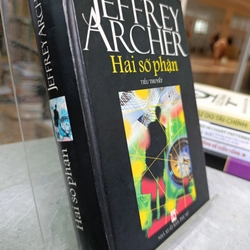 JEFFREY
ARCHER
Hai số phận
TIỂU THUYẾT
JEFFREY ARCHER
Hai số phận